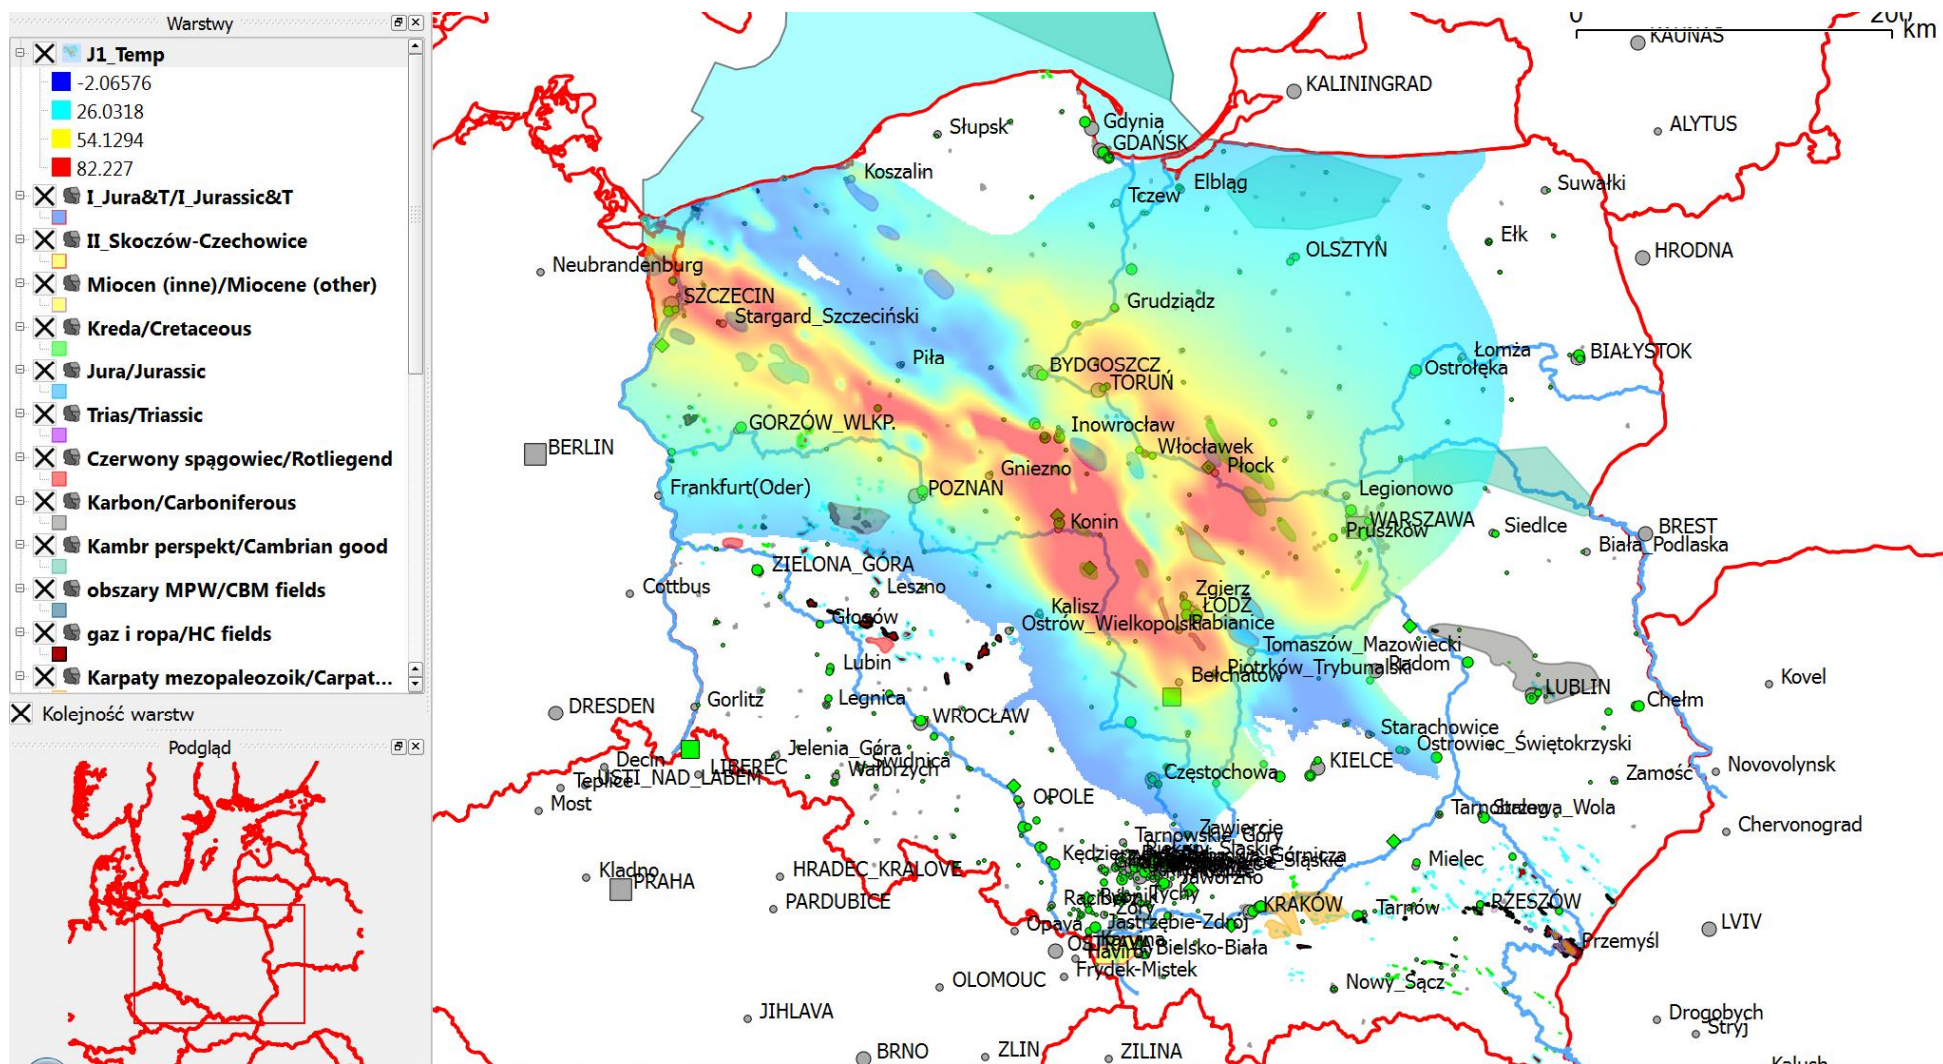 Warstwy
J1_Temp
-2.06576
26.0318
54.1294
82.227
I_Jura&T/I_Jurassic&T
II_Skoczów-Czechowice
Miocen (inne)/Miocene (other)
Kreda/Cretaceous
Jura/Jurassic
Trias/Triassic
Czerwony spągowiec/Rotliegend
Karbon/Carboniferous
Kambr perspekt/Cambrian good
obszary MPW/CBM fields
gaz i ropa/HC fields
Karpaty mezopaleozoik/Carpat...
Kolejność warstw
Podgląd
0 200
km
KAUNAS
KALININGRAD
ALYTUS
Słupsk
Gdynia
GDAŃSK
Koszalin
Elbląg
Tczew
Suwałki
Ełk
OLSZTYN
HRODNA
Neubrandenburg
SZCZECIN
Stargard_Szczeciński
Grudziądz
Piła
BYDGOSZCZ
TORUŃ
Łomża
BIAŁYSTOK
Ostrołęka
GORZÓW_WLKP.
Inowrocław
BERLIN
Włocławek
Płock
Gniezno
Frankfurt(Oder)
POZNAŃ
Legionowo
Konin
WARSZAWA
Pruszków
Siedlce
BREST
Biała_Podlaska
ZIELONA_GÓRA
Cottbus
Leszno
Zgierz
Kalisz
ŁÓDŹ
Głogów
Ostrów_Wielkopolski
Pabianice
Tomaszów_Mazowiecki
Lubin
Piotrków_Trybunalski
Radom
Bełchatów
Kovel
LUBLIN
Legnica
Chełm
DRESDEN
Gorlitz
WROCŁAW
Starachowice
Jelenia_Góra
Ostrowiec_Świętokrzyski
Świdnica
Decin
LIBEREC
Wałbrzych
KIELCE
Częstochowa
Zamość
Novovolynsk
Teplice
USTI_NAD_LABEM
Most
OPOLE
Tarnobrzeg
Stalowa_Wola
Chervonograd
Zawiercie
Tarnowskie_Góry
Mielec
Kladno
PRAHA
HRADEC_KRALOVE
Jaworzno
Tychy
Rybnik
PARDUBICE
Żory
KRAKÓW
Tarnów
RZESZÓW
LVIV
Opava
Jastrzębie-Zdrój
Przemyśl
Bielsko-Biała
Frydek-Mistek
OLOMOUC
Nowy_Sącz
JIHLAVA
Drogobych
Stryj
BRNO
ZLIN
ZILINA